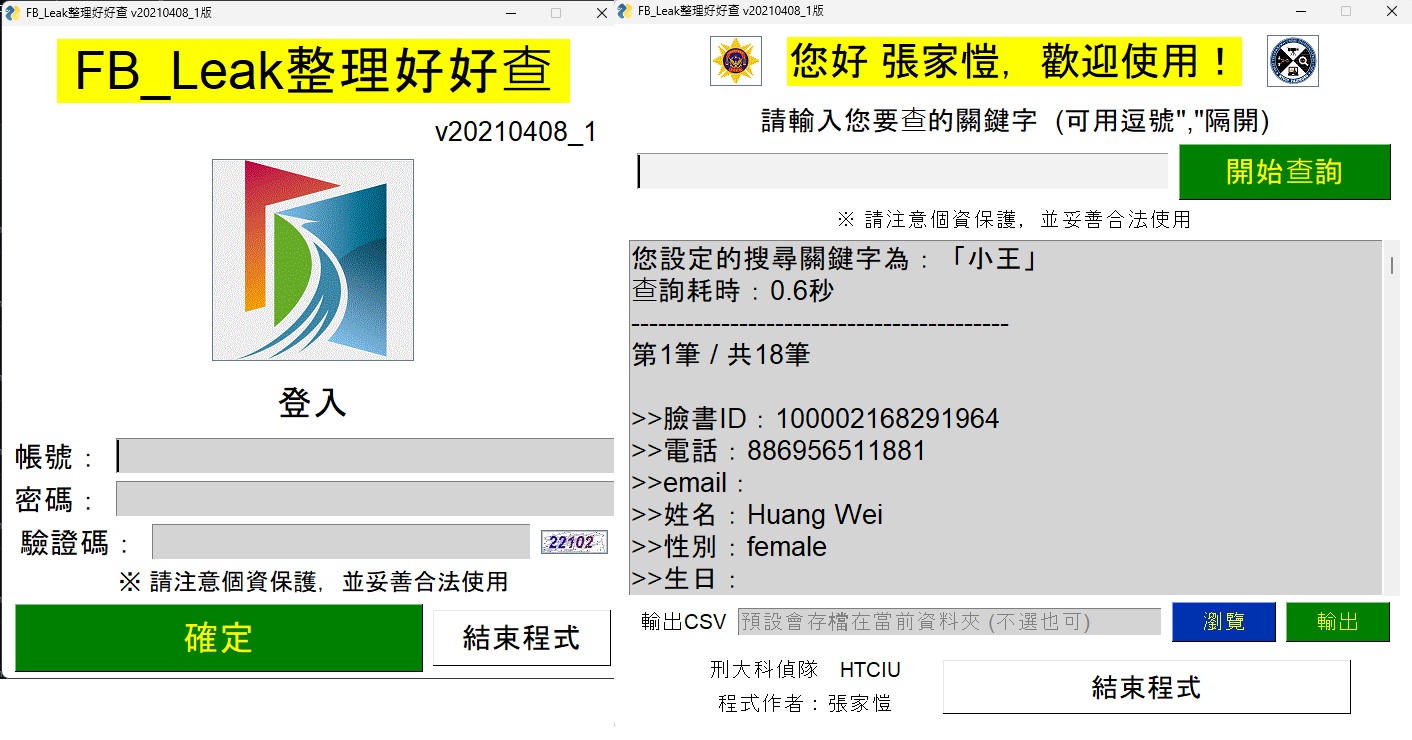 FB_Leak整理好好查 v20210408_1版
FB_Leak整理好好查
v20210408_1
登入
帳號：
密碼：
驗證碼：
22102
※ 請注意個資保護，並妥善合法使用
確定
結束程式
FB_Leak整理好好查 v20210408_1版
您好 張家愷，歡迎使用！
請輸入您要查的關鍵字 (可用逗號","隔開)
開始查詢
※ 請注意個資保護，並妥善合法使用
您設定的搜尋關鍵字為：「小王」
查詢耗時：0.6秒
------------------------------------------
第1筆 / 共18筆
>>臉書ID：100002168291964
>>電話：886956511881
>>email：
>>姓名：Huang Wei
>>性別：female
>>生日：
輸出CSV 預設會存檔在當前資料夾 (不選也可) 瀏覽 輸出
刑大科偵隊 HTCIU
程式作者：張家愷
結束程式